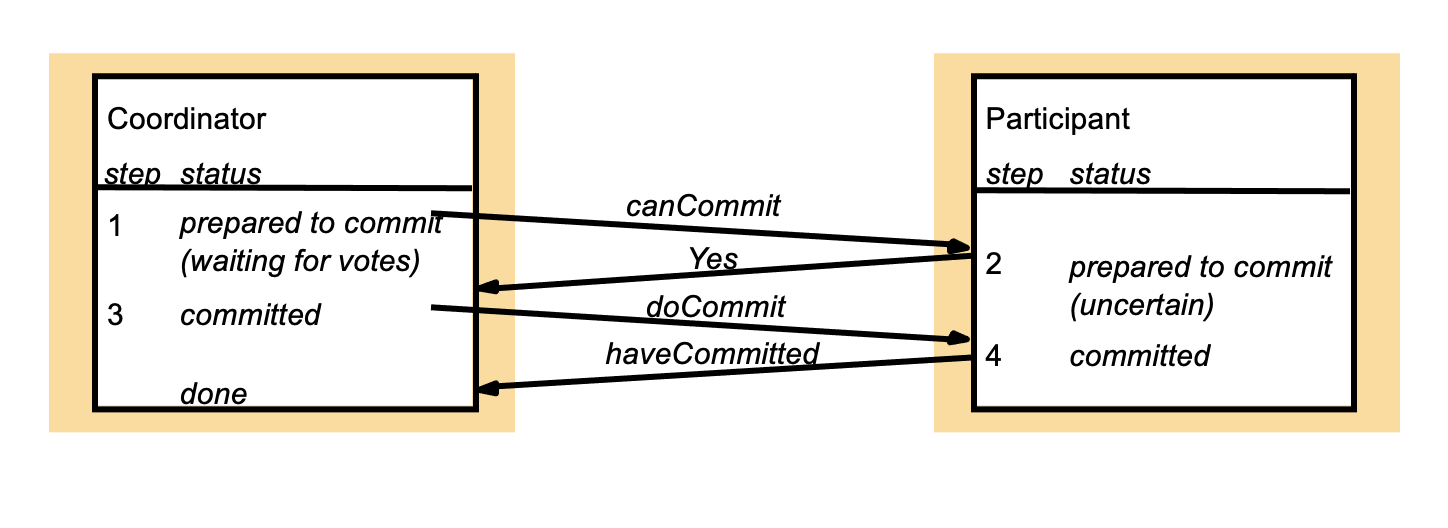 Coordinator
step status
1 prepared to commit
(waiting for votes)
3 committed
done
canCommit
Yes
doCommit
haveCommitted
Participant
step status
2 prepared to commit
(uncertain)
4 committed